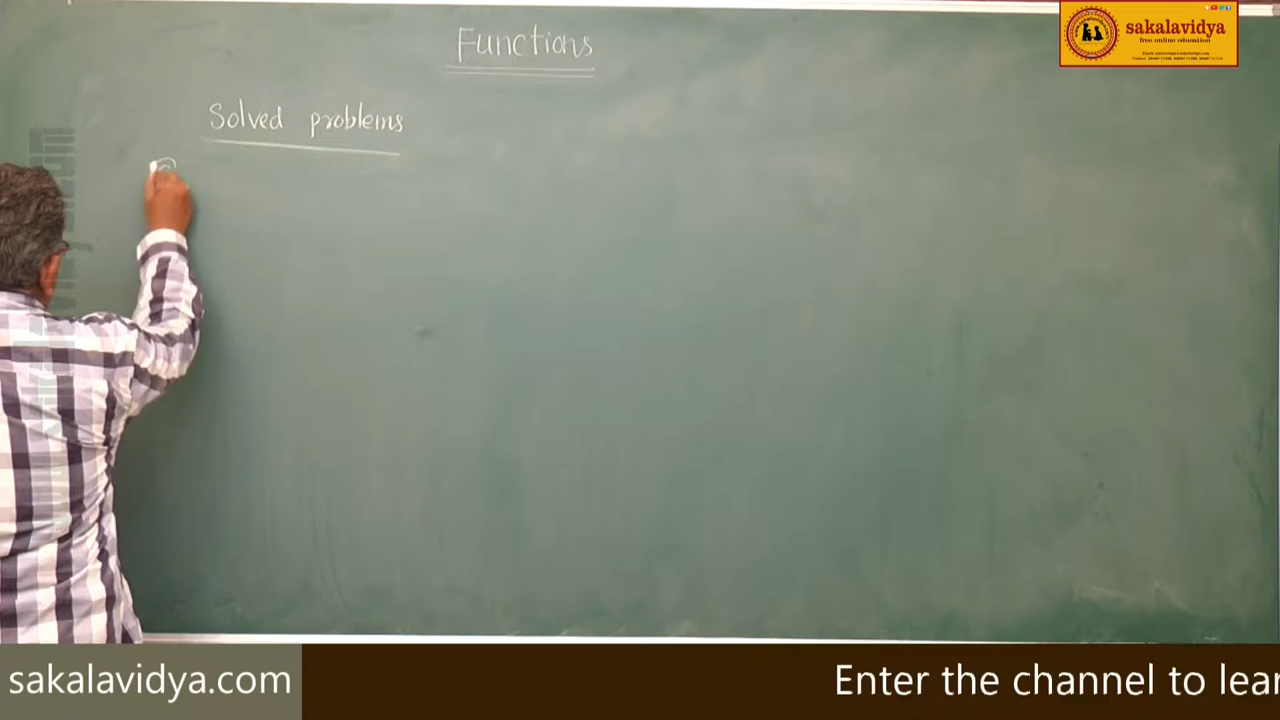 Functions
sakalavidya
free online education
Solved problems
sakalavidya.com
Enter the channel to lear